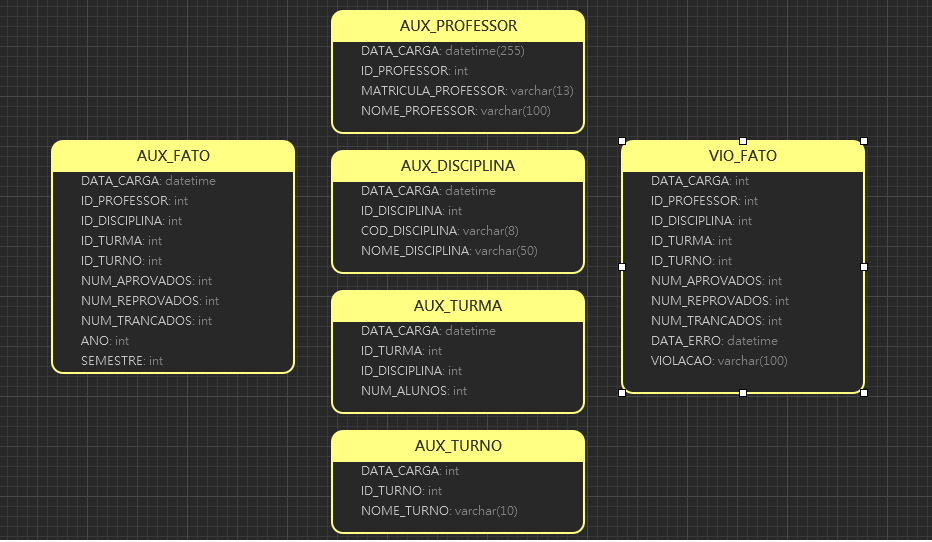 AUX_PROFESSOR
DATA_CARGA: datetime(255)
ID_PROFESSOR: int
MATRICULA_PROFESSOR: varchar(13)
NOME_PROFESSOR: varchar(100)
AUX_FATO
DATA_CARGA: datetime
ID_PROFESSOR: int
ID_DISCIPLINA: int
ID_TURMA: int
ID_TURNO: int
NUM_APROVADOS: int
NUM_REPROVADOS: int
NUM_TRANCADOS: int
ANO: int
SEMESTRE: int
AUX_DISCIPLINA
DATA_CARGA: datetime
ID_DISCIPLINA: int
COD_DISCIPLINA: varchar(8)
NOME_DISCIPLINA: varchar(50)
AUX_TURMA
DATA_CARGA: datetime
ID_TURMA: int
ID_DISCIPLINA: int
NUM_ALUNOS: int
AUX_TURNO
DATA_CARGA: int
ID_TURNO: int
NOME_TURNO: varchar(10)
VIO_FATO
DATA_CARGA: int
ID_PROFESSOR: int
ID_DISCIPLINA: int
ID_TURMA: int
ID_TURNO: int
NUM_APROVADOS: int
NUM_REPROVADOS: int
NUM_TRANCADOS: int
DATA_ERRO: datetime
VIOLACAO: varchar(100)